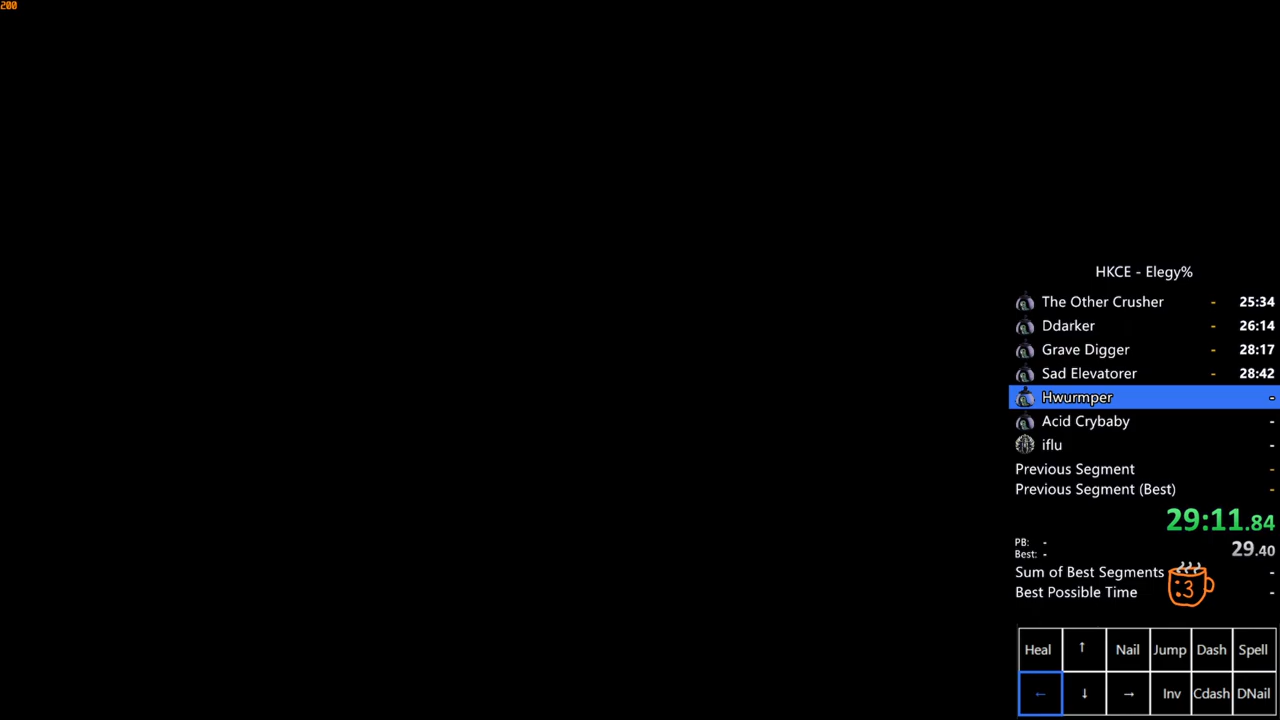 200
HKCE - Elegy%
The Other Crusher - 25:34
Ddarker - 26:14
Grave Digger - 28:17
Sad Elevatorer - 28:42
Hwurmper -
Acid Crybaby -
iflu -
Previous Segment -
Previous Segment (Best) -
29:11.84
PB: -
29.40
Best: -
Sum of Best Segments -
:3
Best Possible Time -
Heal ↑ Nail Jump Dash Spell
← ↓ → Inv Cdash DNail